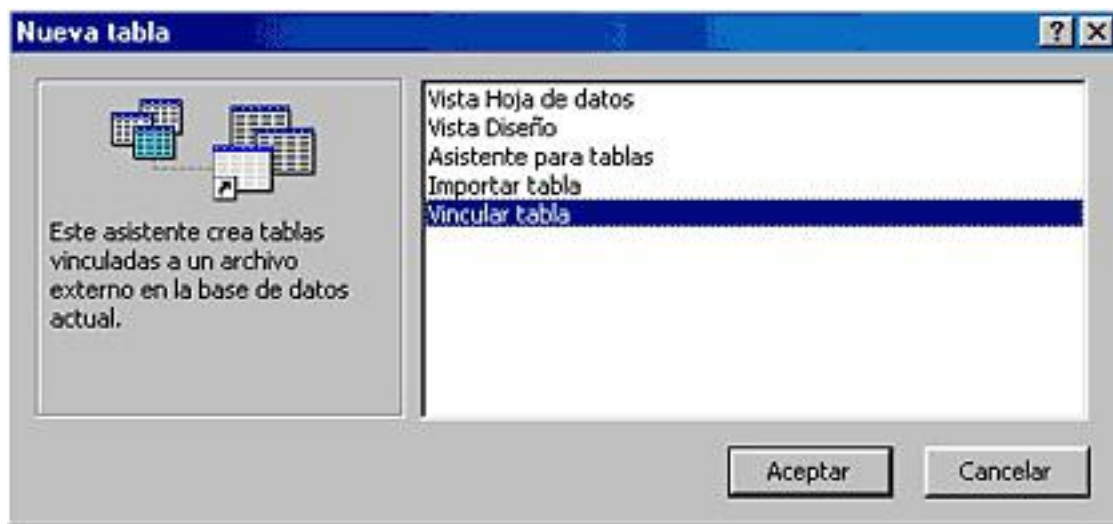 Nueva tabla
Vista Hoja de datos
Vista Diseño
Asistente para tablas
Importar tabla
Vincular tabla
Este asistente crea tablas
vinculadas a un archivo
externo en la base de datos
actual.
Aceptar
Cancelar